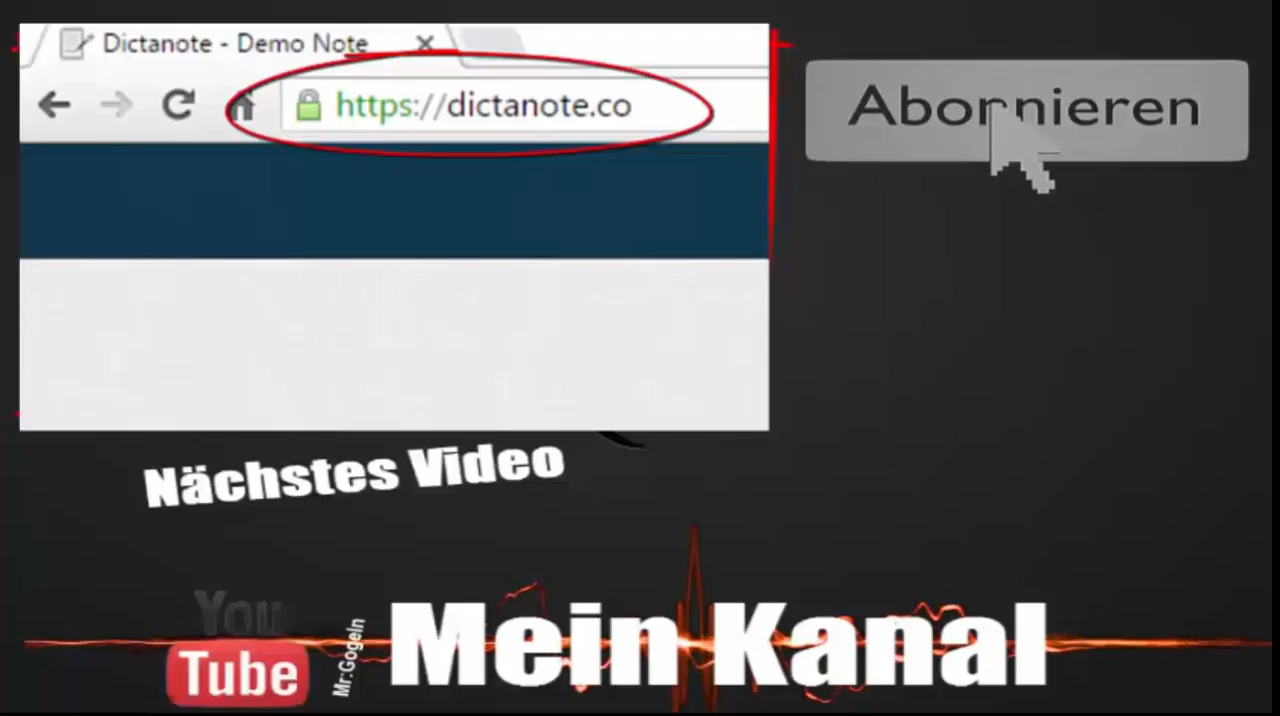 Dictanote - Demo Note
https://dictanote.co
Abonnieren
Nächstes Video
You
Tube
Mr:Gogeln
Mein Kanal